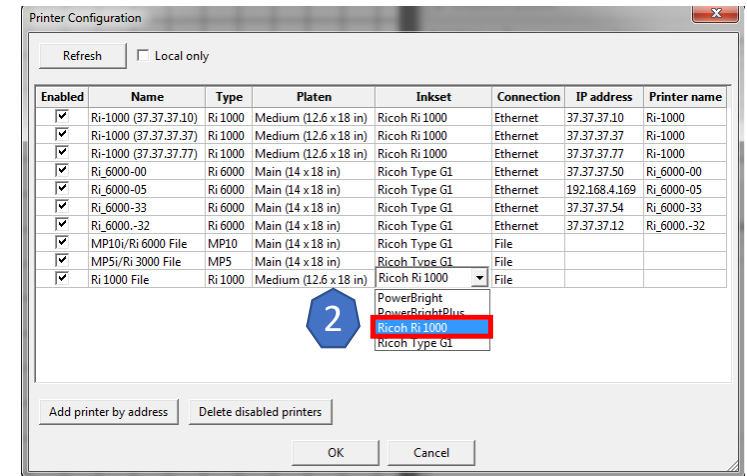 Printer Configuration
Refresh Local only
Enabled Name Type Platen Inkset Connection IP address Printer name
Ri-1000 (37.37.37.10) Ri 1000 Medium (12.6 x 18 in) Ricoh Ri 1000 Ethernet 37.37.37.10 Ri-1000
Ri-1000 (37.37.37.37) Ri 1000 Medium (12.6 x 18 in) Ricoh Ri 1000 Ethernet 37.37.37.37 Ri-1000
Ri-1000 (37.37.37.77) Ri 1000 Medium (12.6 x 18 in) Ricoh Ri 1000 Ethernet 37.37.37.77 Ri-1000
Ri_6000-00 Ri 6000 Main (14 x 18 in) Ricoh Type G1 Ethernet 37.37.37.50 Ri_6000-00
Ri_6000-05 Ri 6000 Main (14 x 18 in) Ricoh Type G1 Ethernet 192.168.4.169 Ri_6000-05
Ri_6000-33 Ri 6000 Main (14 x 18 in) Ricoh Type G1 Ethernet 37.37.37.54 Ri_6000-33
Ri_6000.-32 Ri 6000 Main (14 x 18 in) Ricoh Type G1 Ethernet 37.37.37.12 Ri_6000.-32
MP10i/Ri 6000 File MP10 Main (14 x 18 in) Ricoh Type G1 File
MP5i/Ri 3000 File MP5 Main (14 x 18 in) Ricoh Type G1 File
Ri 1000 File Ri 1000 Medium (12.6 x 18 in) Ricoh Ri 1000 File
PowerBright
PowerBrightPlus
2 Ricoh Ri 1000
Ricoh Type G1
Add printer by address Delete disabled printers
OK Cancel